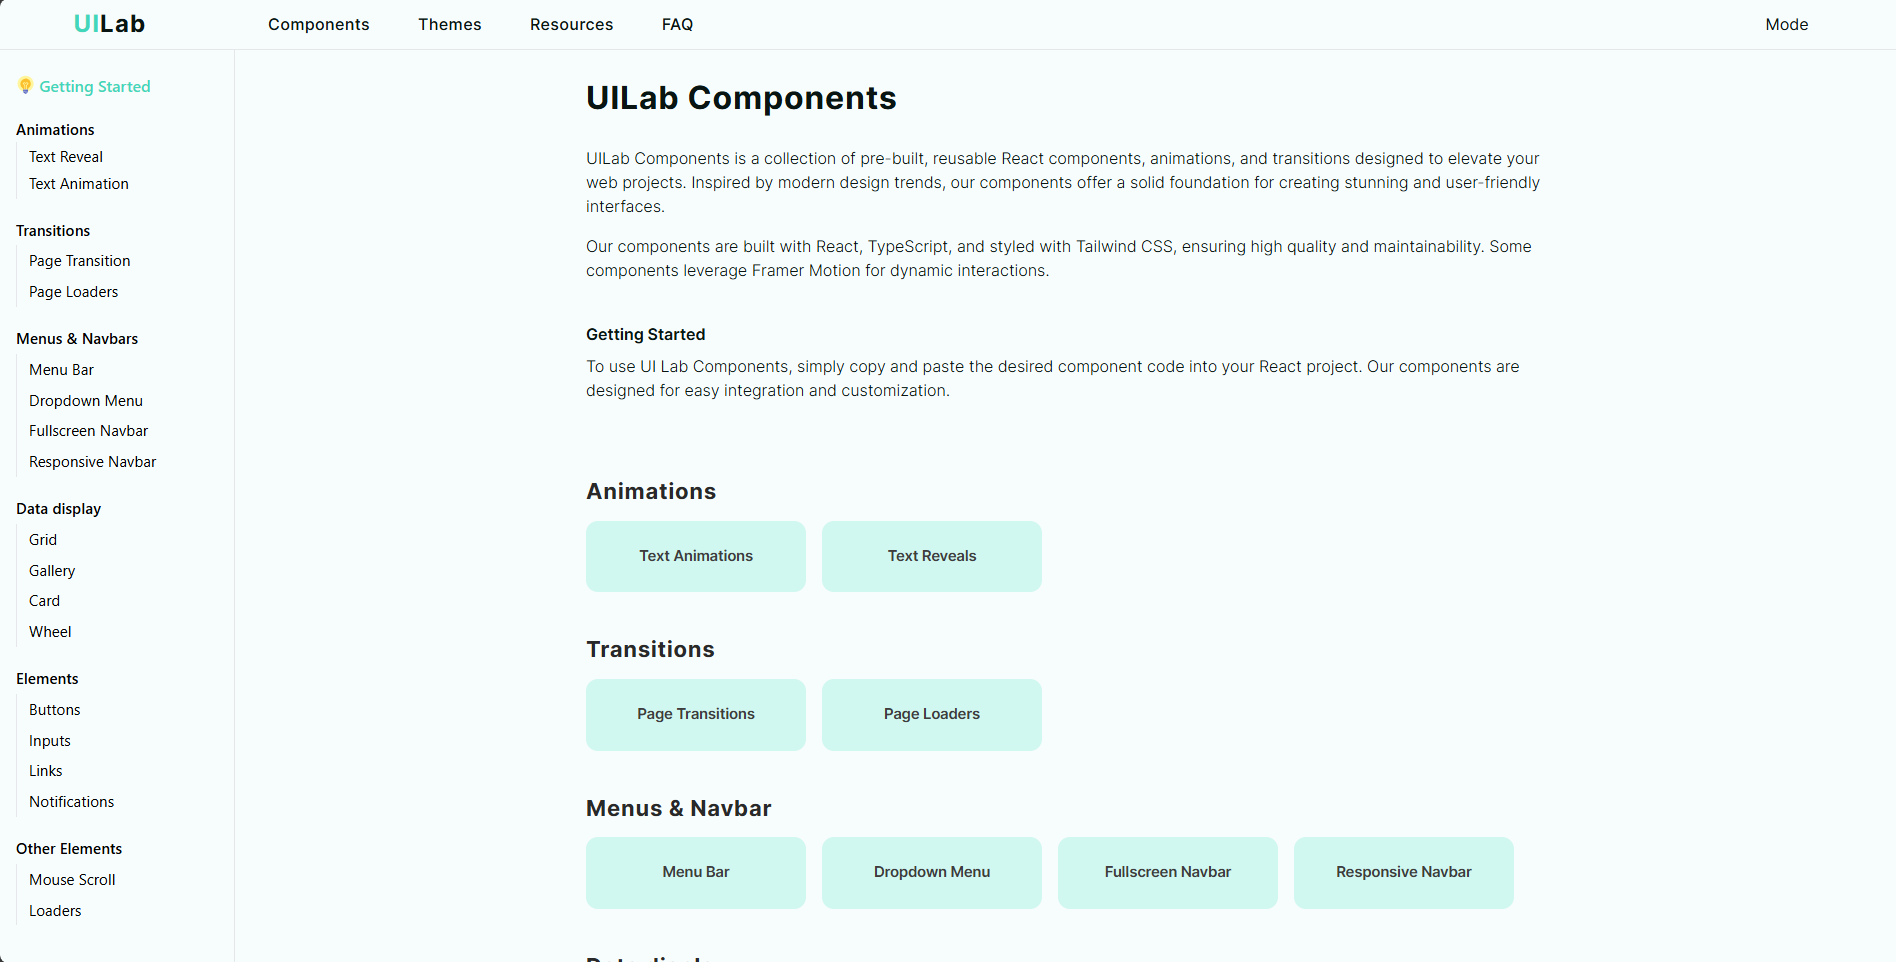 UILab
Components
Themes
Resources
FAQ
Mode
Getting Started
Animations
Text Reveal
Text Animation
Transitions
Page Transition
Page Loaders
Menus & Navbars
Menu Bar
Dropdown Menu
Fullscreen Navbar
Responsive Navbar
Data display
Grid
Gallery
Card
Wheel
Elements
Buttons
Inputs
Links
Notifications
Other Elements
Mouse Scroll
Loaders
UILab Components
UILab Components is a collection of pre-built, reusable React components, animations, and transitions designed to elevate your
web projects. Inspired by modern design trends, our components offer a solid foundation for creating stunning and user-friendly
interfaces.
Our components are built with React, TypeScript, and styled with Tailwind CSS, ensuring high quality and maintainability. Some
components leverage Framer Motion for dynamic interactions.
Getting Started
To use UI Lab Components, simply copy and paste the desired component code into your React project. Our components are
designed for easy integration and customization.
Animations
Text Animations
Text Reveals
Transitions
Page Transitions
Page Loaders
Menus & Navbar
Menu Bar
Dropdown Menu
Fullscreen Navbar
Responsive Navbar